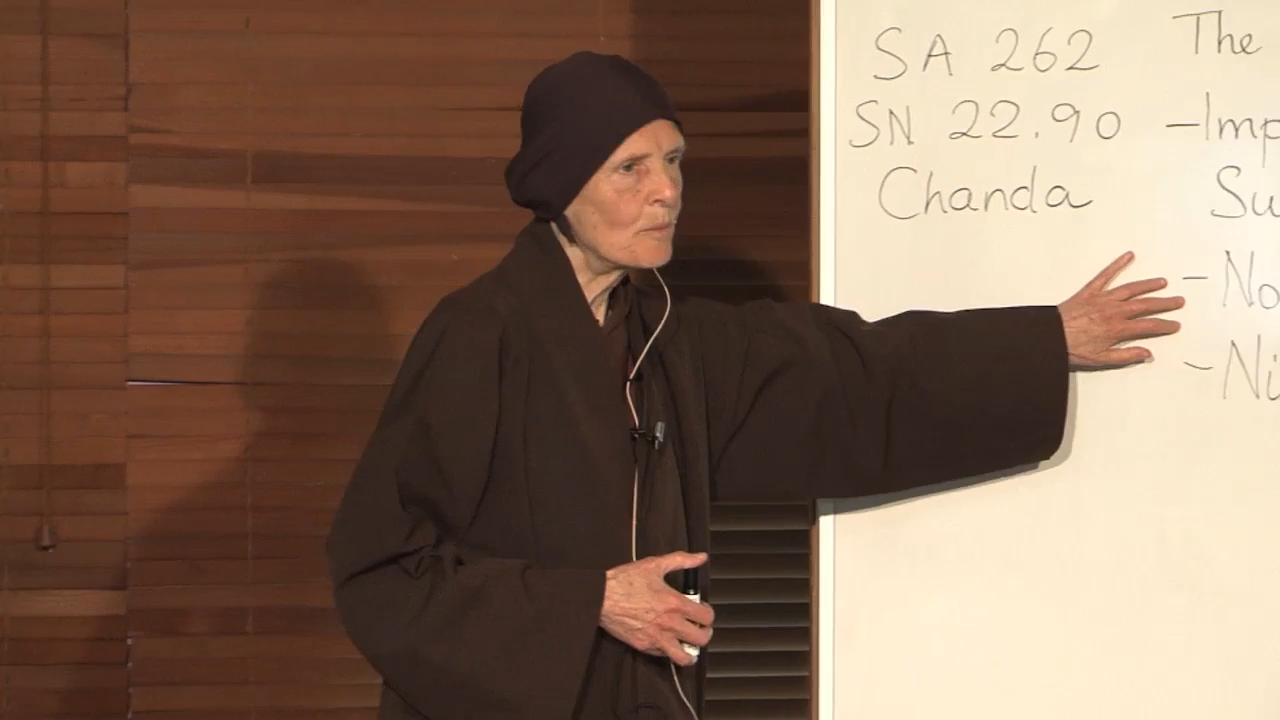 SA 262
SN 22.90
Chanda
The
-Imp
Su
-No
-Ni